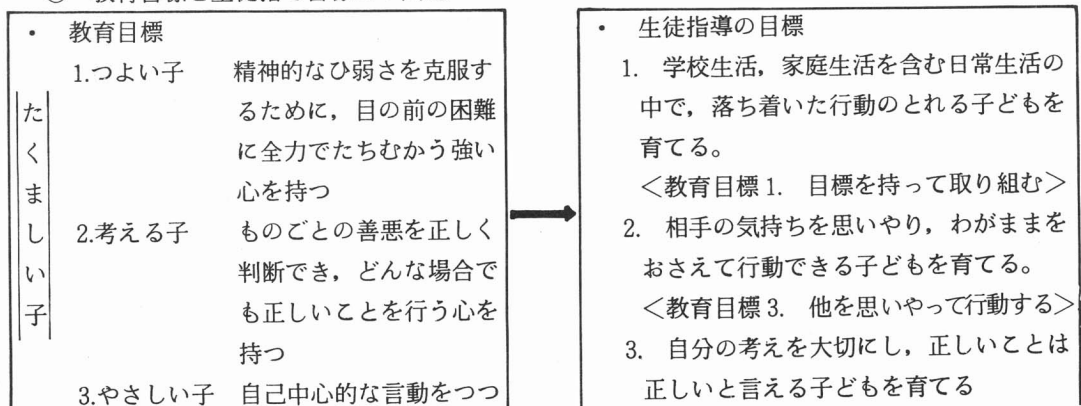 ・ 教育目標
1.つよい子 精神的なひ弱さを克服す
るために，目の前の困難
に全力でたちむかう強い
心を持つ
2.考える子 ものごとの善悪を正しく
判断でき，どんな場合で
も正しいことを行う心を
持つ
3.やさしい子 自己中心的な言動をつつ
たくましい子
・ 生徒指導の目標
1. 学校生活，家庭生活を含む日常生活の
中で，落ち着いた行動のとれる子どもを
育てる。
＜教育目標1. 目標を持って取り組む＞
2. 相手の気持ちを思いやり，わがままを
おさえて行動できる子どもを育てる。
＜教育目標3. 他を思いやって行動する＞
3. 自分の考えを大切にし，正しいことは
正しいと言える子どもを育てる